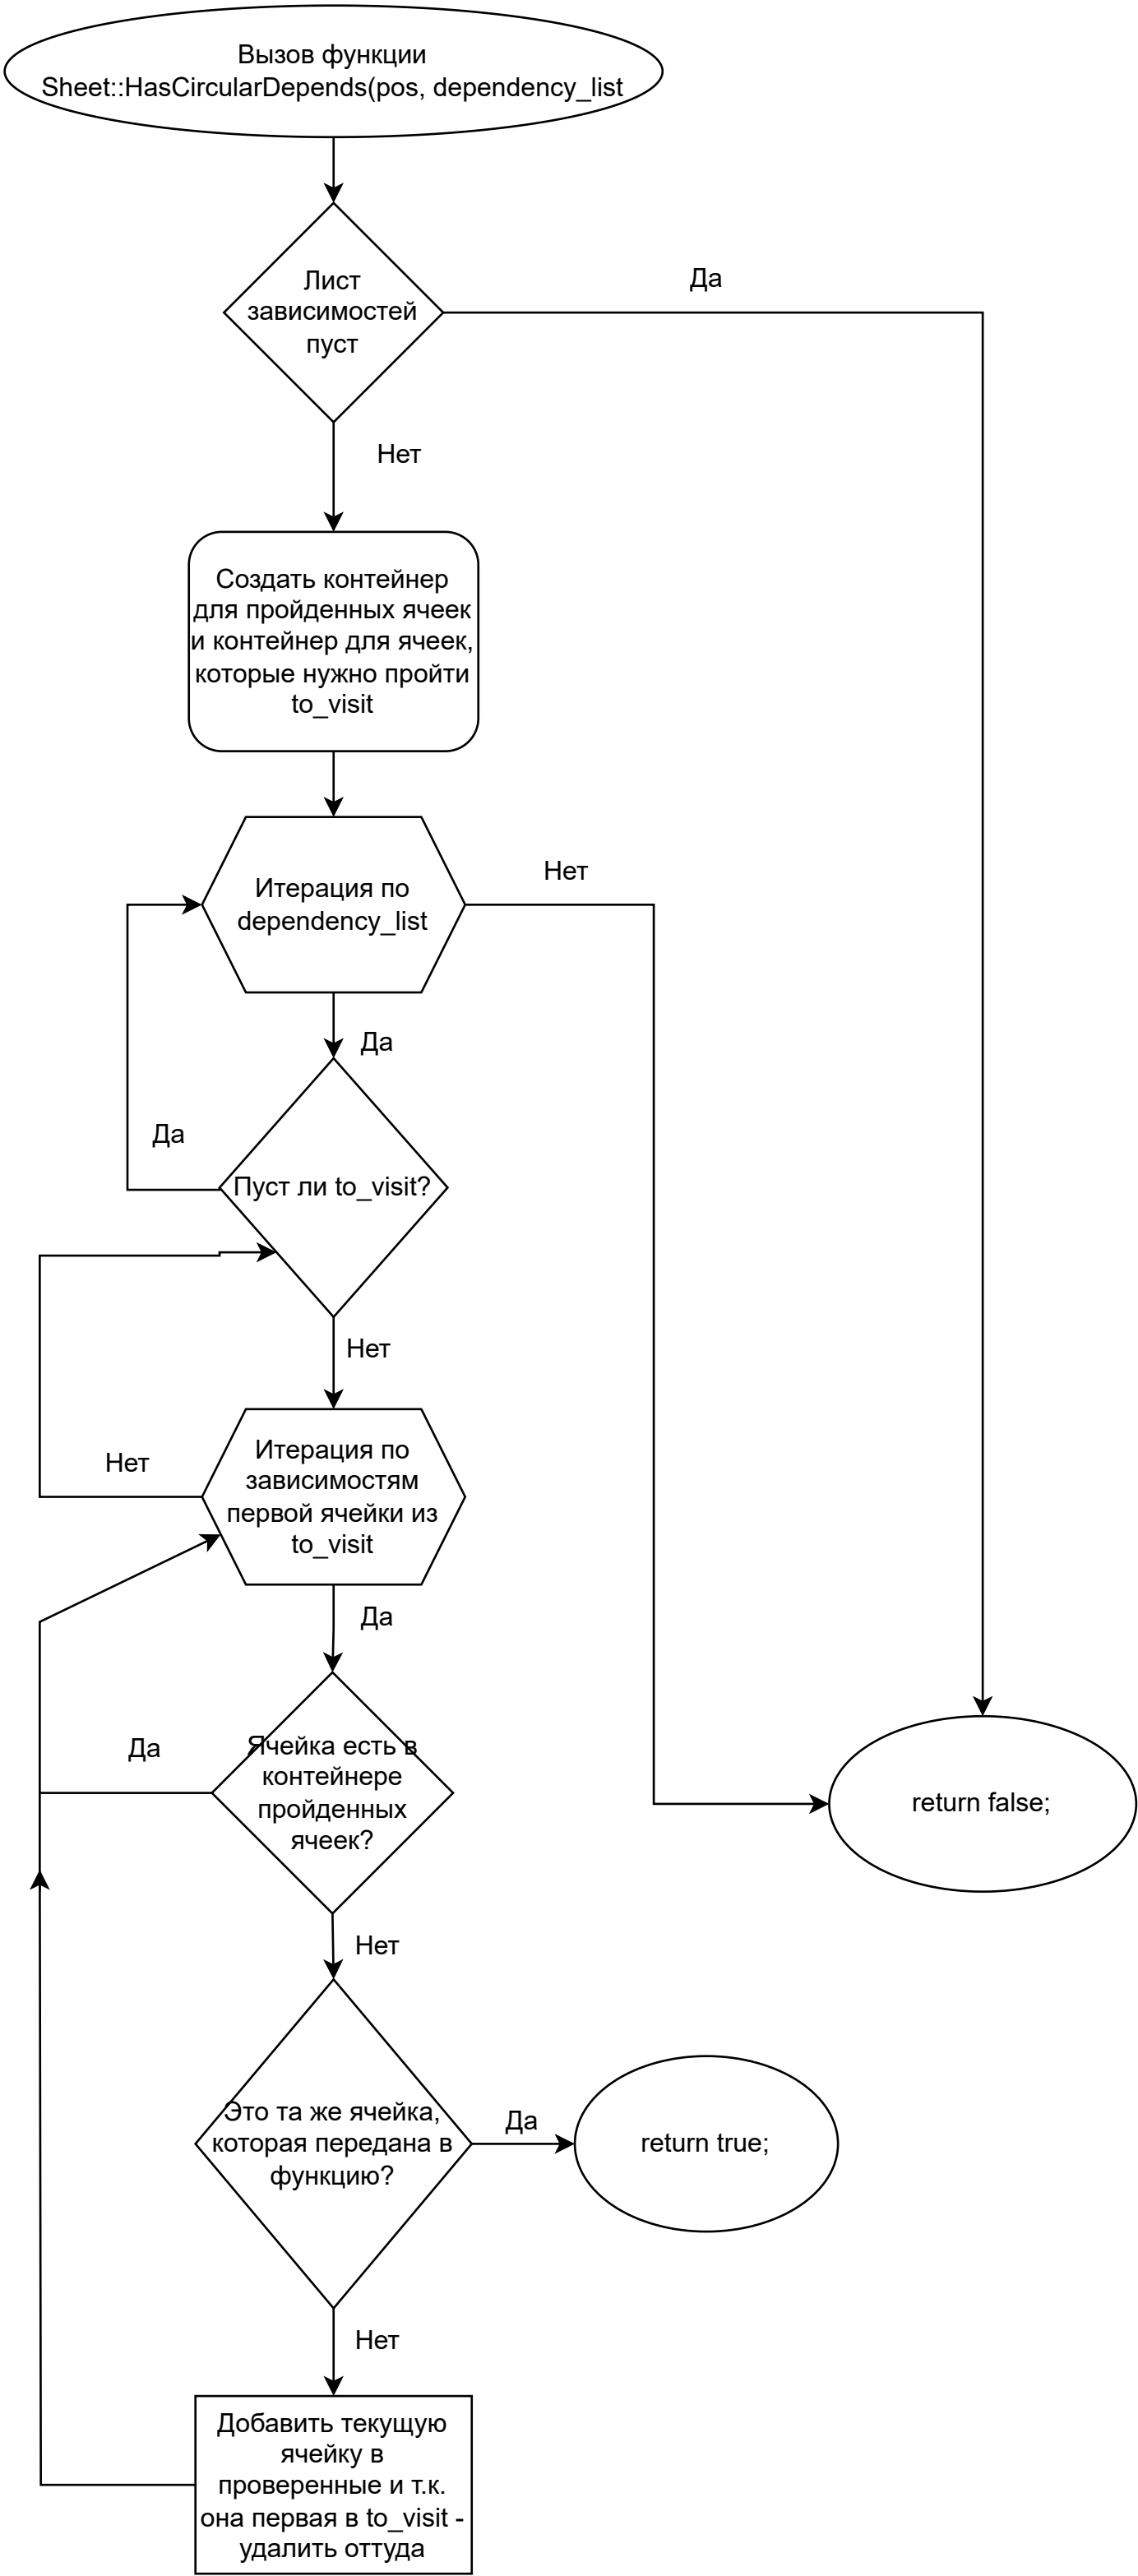 Вызов функции
Sheet::HasCircularDepends(pos, dependency_list
Лист
зависимостей
пуст
Да
Нет
Создать контейнер
для пройденных ячеек
и контейнер для ячеек,
которые нужно пройти
to_visit
Итерация по
dependency_list
Нет
Да
Да
Пуст ли to_visit?
Нет
Итерация по
зависимостям
первой ячейки из
to_visit
Нет
Да
Ячейка есть в
контейнере
пройденных
ячеек?
Да
return false;
Нет
Это та же ячейка,
которая передана в
функцию?
Да
return true;
Нет
Добавить текущую
ячейку в
проверенные и т.к.
она первая в to_visit -
удалить оттуда